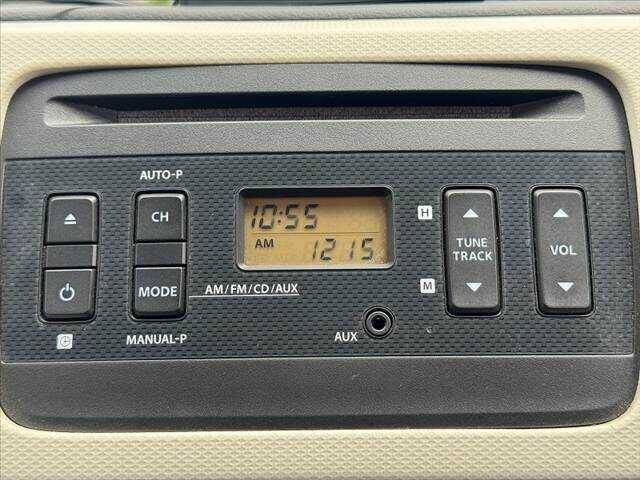 AUTO-P
CH
MODE
MANUAL-P
AM/FM/CD/AUX
10:55
AM
1215
AUX
H
M
TUNE
TRACK
VOL